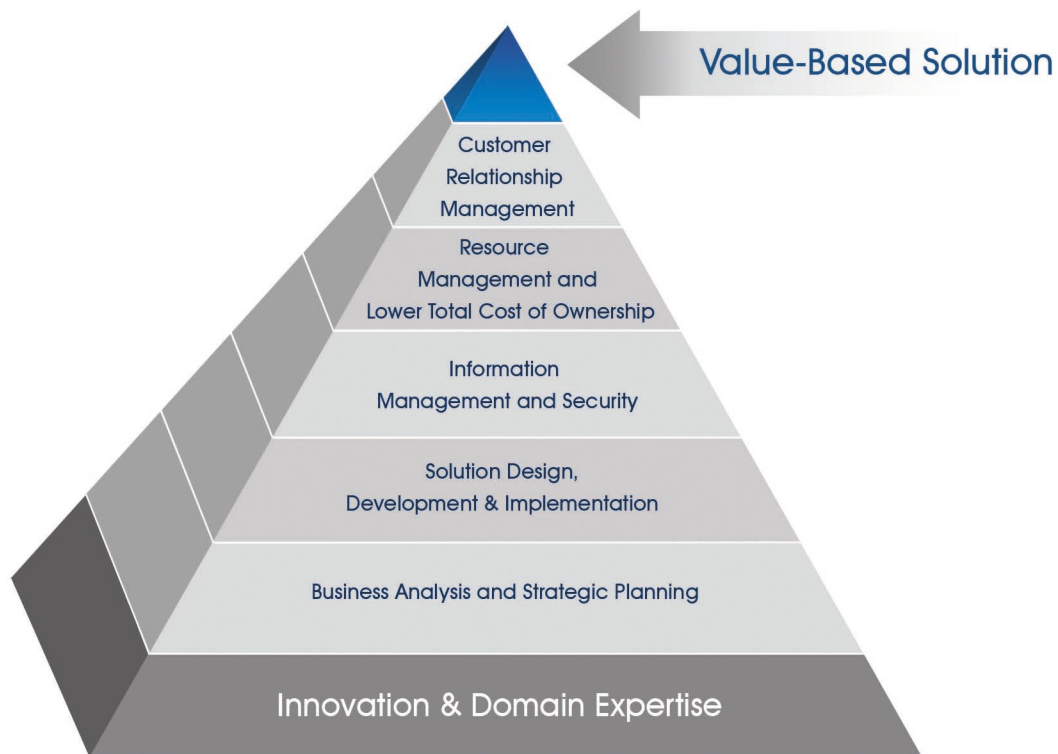 Value-Based Solution
Customer
Relationship
Management
Resource
Management and
Lower Total Cost of Ownership
Information
Management and Security
Solution Design,
Development & Implementation
Business Analysis and Strategic Planning
Innovation & Domain Expertise